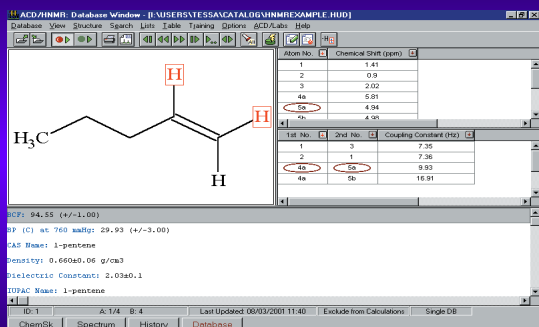 ACD/HNMR: Database Window - [I:\USERS\TESSA\CATALOG\HNMREXAMPLE.HUD]
Database View Structure Search Lists Table Training Options ACD/Labs Help
Atom No. Chemical Shift (ppm)
1 1.41
2 0.9
3 2.02
4a 5.81
5a 4.94
5b 4.98
1st No. 2nd No. Coupling Constant (Hz)
1 3 7.35
2 1 7.36
4a 5a 9.93
4a 5b 16.91
H
H
H3C
H
BCF: 94.55 (+/-1.00)
BP (C) at 760 mmHg: 29.93 (+/-3.00)
CAS Name: 1-pentene
Density: 0.660±0.06 g/cm3
Dielectric Constant: 2.03±0.1
IUPAC Name: 1-pentene
ID: 1 A: 1/4 B: 4 Last Updated: 08/03/2001 11:40 Exclude from Calculations Single DB
ChemSk Spectrum History Database